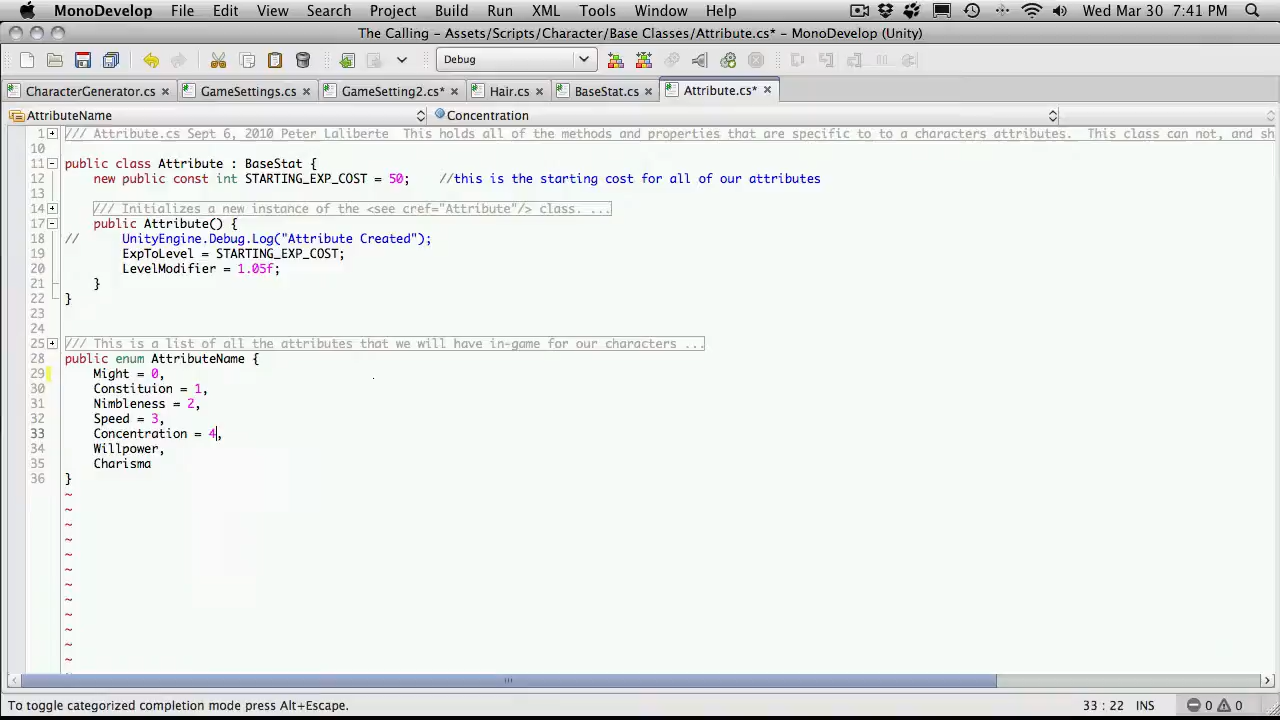 MonoDevelop File Edit View Search Project Build Run XML Tools Window Help Wed Mar 30 7:41 PM
The Calling - Assets/Scripts/Character/Base Classes/Attribute.cs* - MonoDevelop (Unity)
Debug
CharacterGenerator.cs GameSettings.cs GameSetting2.cs* Hair.cs BaseStat.cs Attribute.cs*
AttributeName Concentration
1 /// Attribute.cs Sept 6, 2010 Peter Laliberte This holds all of the methods and properties that are specific to to a characters attributes. This class can not, and sh
10
11 public class Attribute : BaseStat {
12 new public const int STARTING_EXP_COST = 50; //this is the starting cost for all of our attributes
13
14 /// Initializes a new instance of the <see cref="Attribute"/> class. ...
17 public Attribute() {
18 // UnityEngine.Debug.Log("Attribute Created");
19 ExpToLevel = STARTING_EXP_COST;
20 LevelModifier = 1.05f;
21 }
22 }
23
24
25 /// This is a list of all the attributes that we will have in-game for our characters ...
28 public enum AttributeName {
29 Might = 0,
30 Constituion = 1,
31 Nimbleness = 2,
32 Speed = 3,
33 Concentration = 4,
34 Willpower,
35 Charisma
36 }
~
~
~
~
~
~
~
~
~
~
~
~
To toggle categorized completion mode press Alt+Escape. 33 : 22 INS 0 0